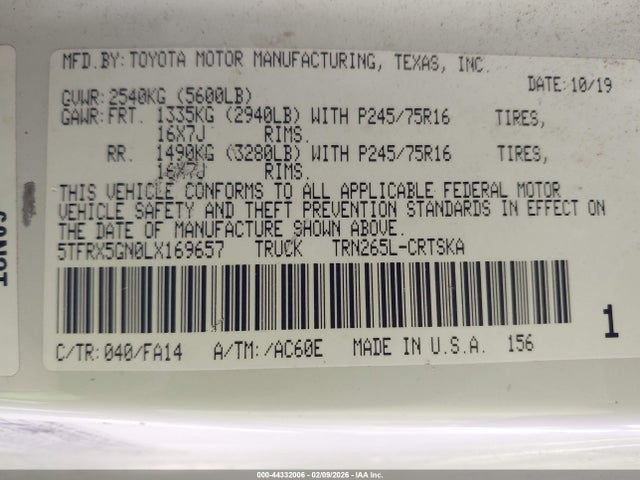 MFD.BY:TOYOTA MOTOR MANUFACTURING, TEXAS, INC.
DATE:10/19
GVWR:2540KG (5600LB)
GAWR:FRT. 1335KG (2940LB) WITH P245/75R16 TIRES,
16X7J RIMS.
RR. 1490KG (3280LB) WITH P245/75R16 TIRES,
16X7J RIMS.
THIS VEHICLE CONFORMS TO ALL APPLICABLE FEDERAL MOTOR
VEHICLE SAFETY AND THEFT PREVENTION STANDARDS IN EFFECT ON
THE DATE OF MANUFACTURE SHOWN ABOVE.
5TFRX5GN0LX169657 TRUCK TRN265L-CRTSKA
1
C/TR:040/FA14 A/TM:/AC60E MADE IN U.S.A. 156
000-44332006 - 02/09/2026 - IAA Inc.